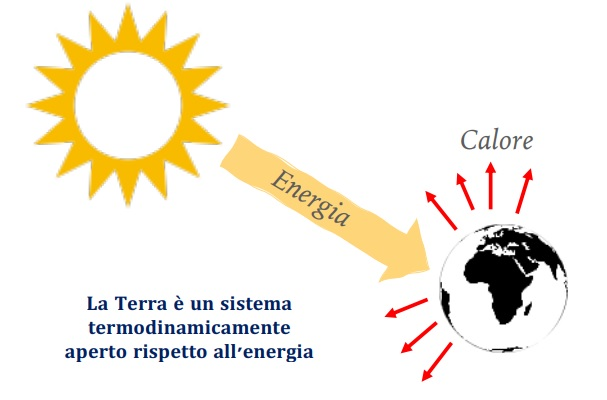 Calore
Energia
La Terra è un sistema
termodinamicamente
aperto rispetto all'energia